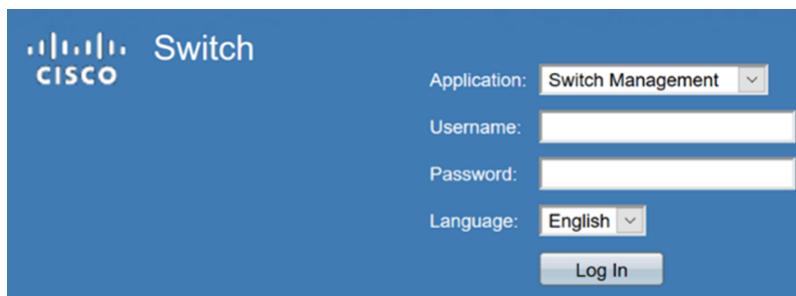 CISCO
Switch
Application: Switch Management
Username:
Password:
Language: English
Log In